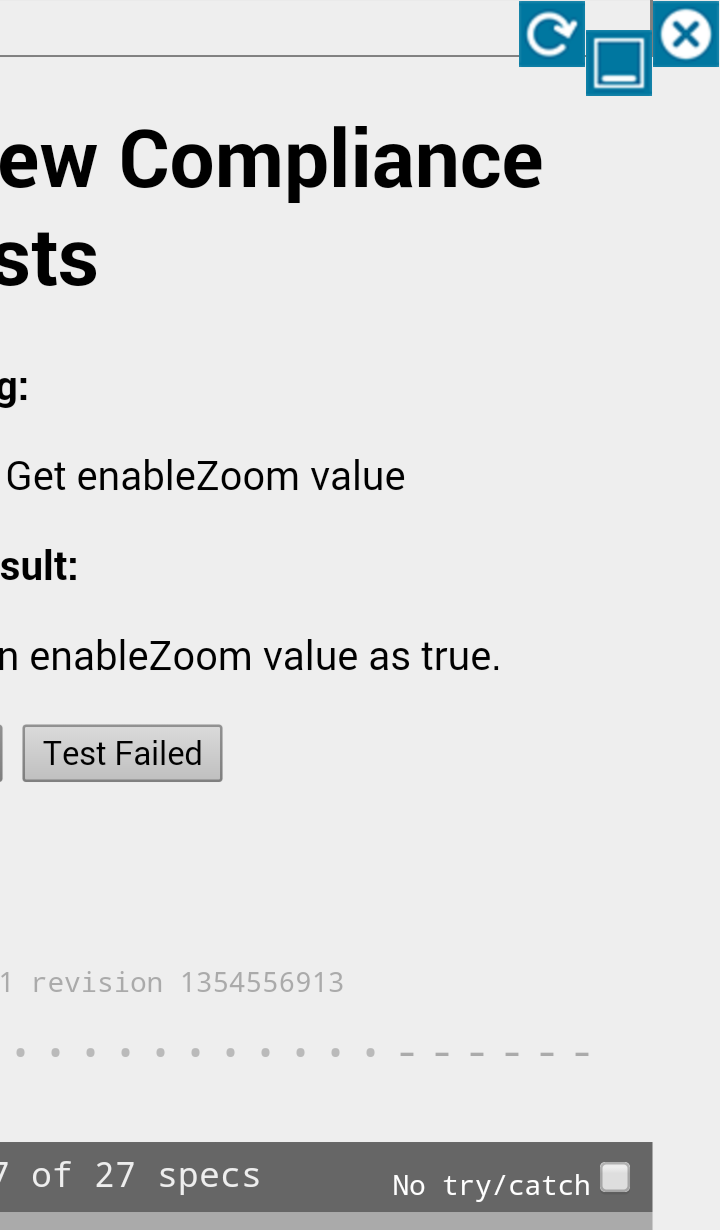 ew Compliance
sts
g:
Get enableZoom value
sult:
n enableZoom value as true.
Test Failed
1 revision 1354556913
• • • • • • • • • • • - - - - - -
7 of 27 specs
No try/catch